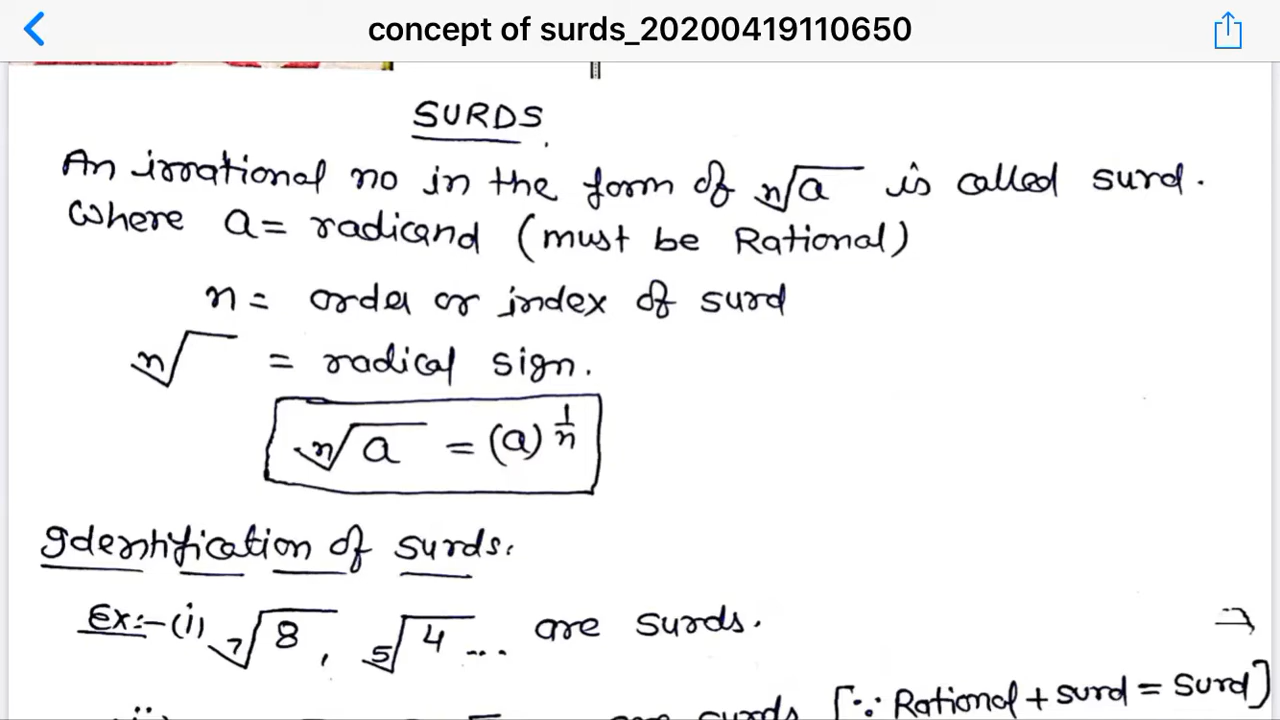 concept of surds_20200419110650
SURDS
An irrational no in the form of ⁿ√a is called surd.
Where a = radicand (must be Rational)
n = order or index of surd
ⁿ√ = radical sign.
ⁿ√a = (a)^1/n
Identification of surds:
Ex:-(i) ⁷√8, ⁵√4 ... are surds.
are surds [∵ Rational + surd = Surd]